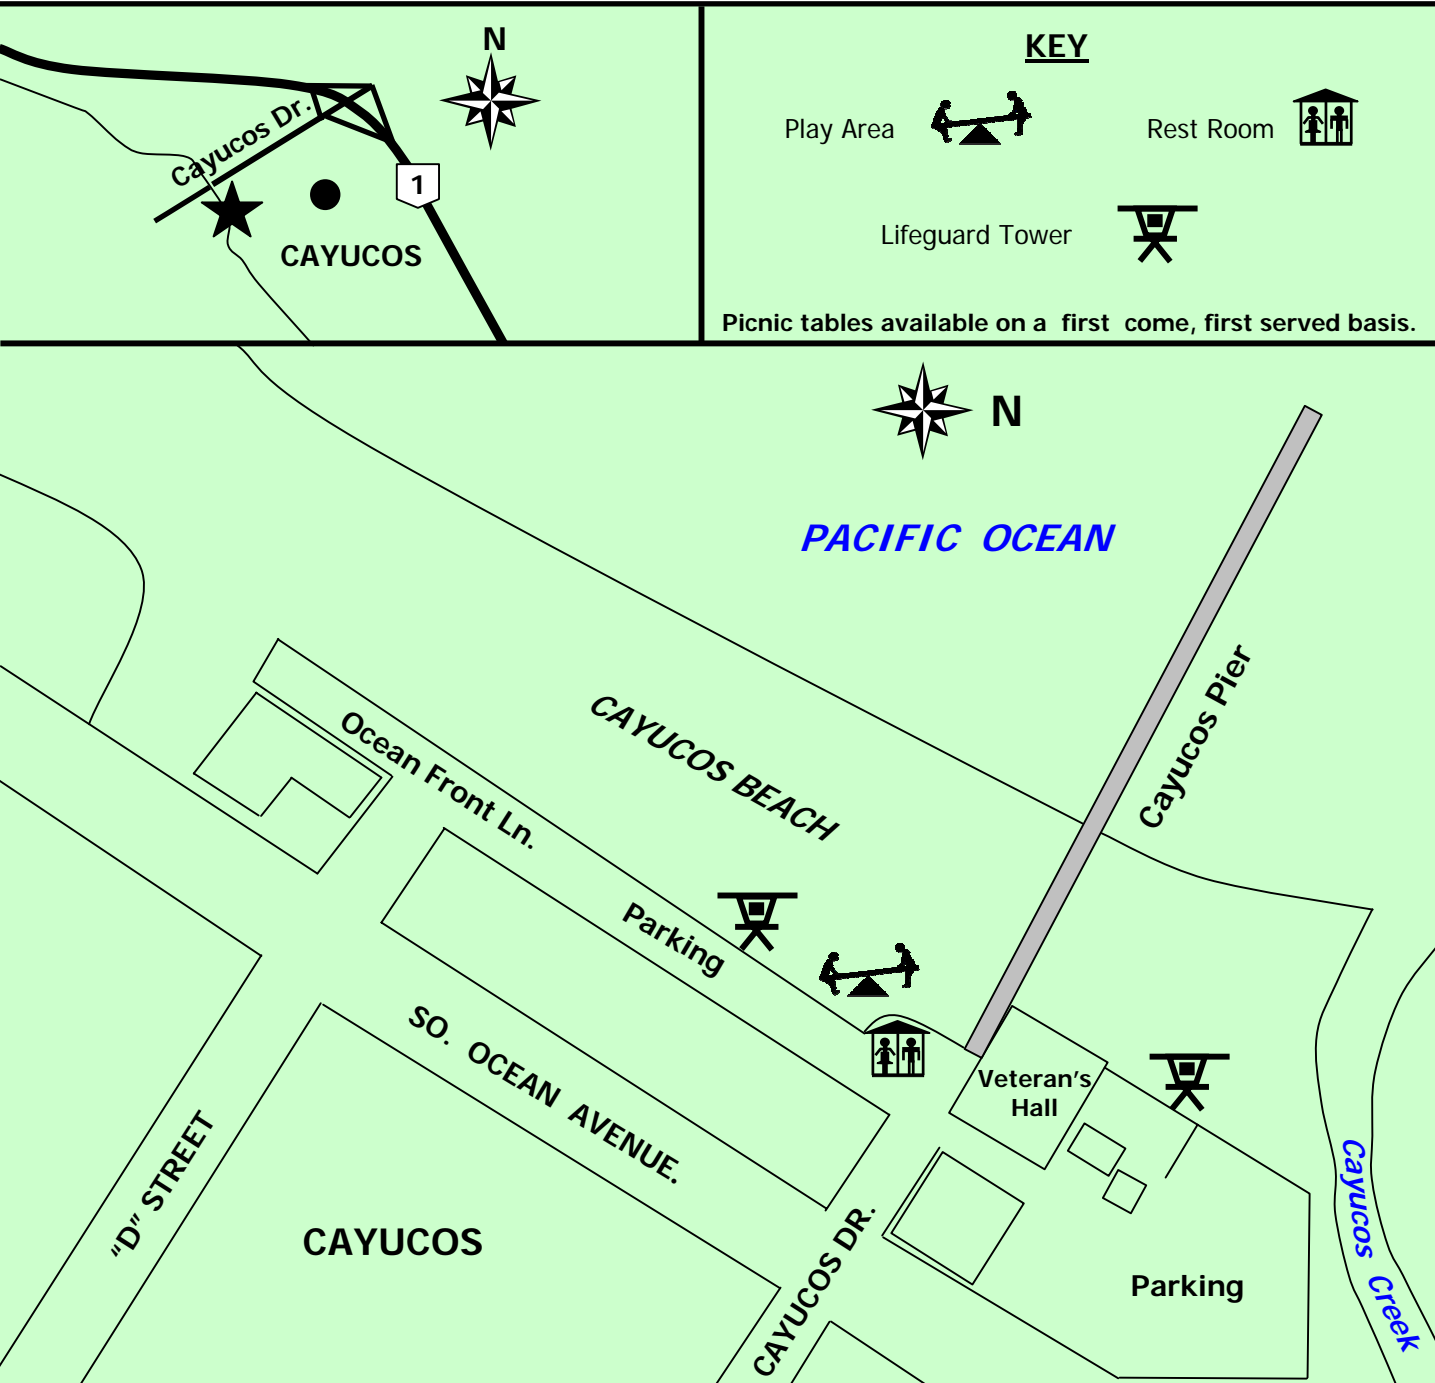 N
Cayucos Dr.
1
CAYUCOS
KEY
Play Area
Rest Room
Lifeguard Tower
Picnic tables available on a first come, first served basis.
N
PACIFIC OCEAN
Cayucos Pier
CAYUCOS BEACH
Ocean Front Ln.
Parking
SO. OCEAN AVENUE.
Veteran's
Hall
"D" STREET
CAYUCOS
CAYUCOS DR.
Parking
Cayucos Creek